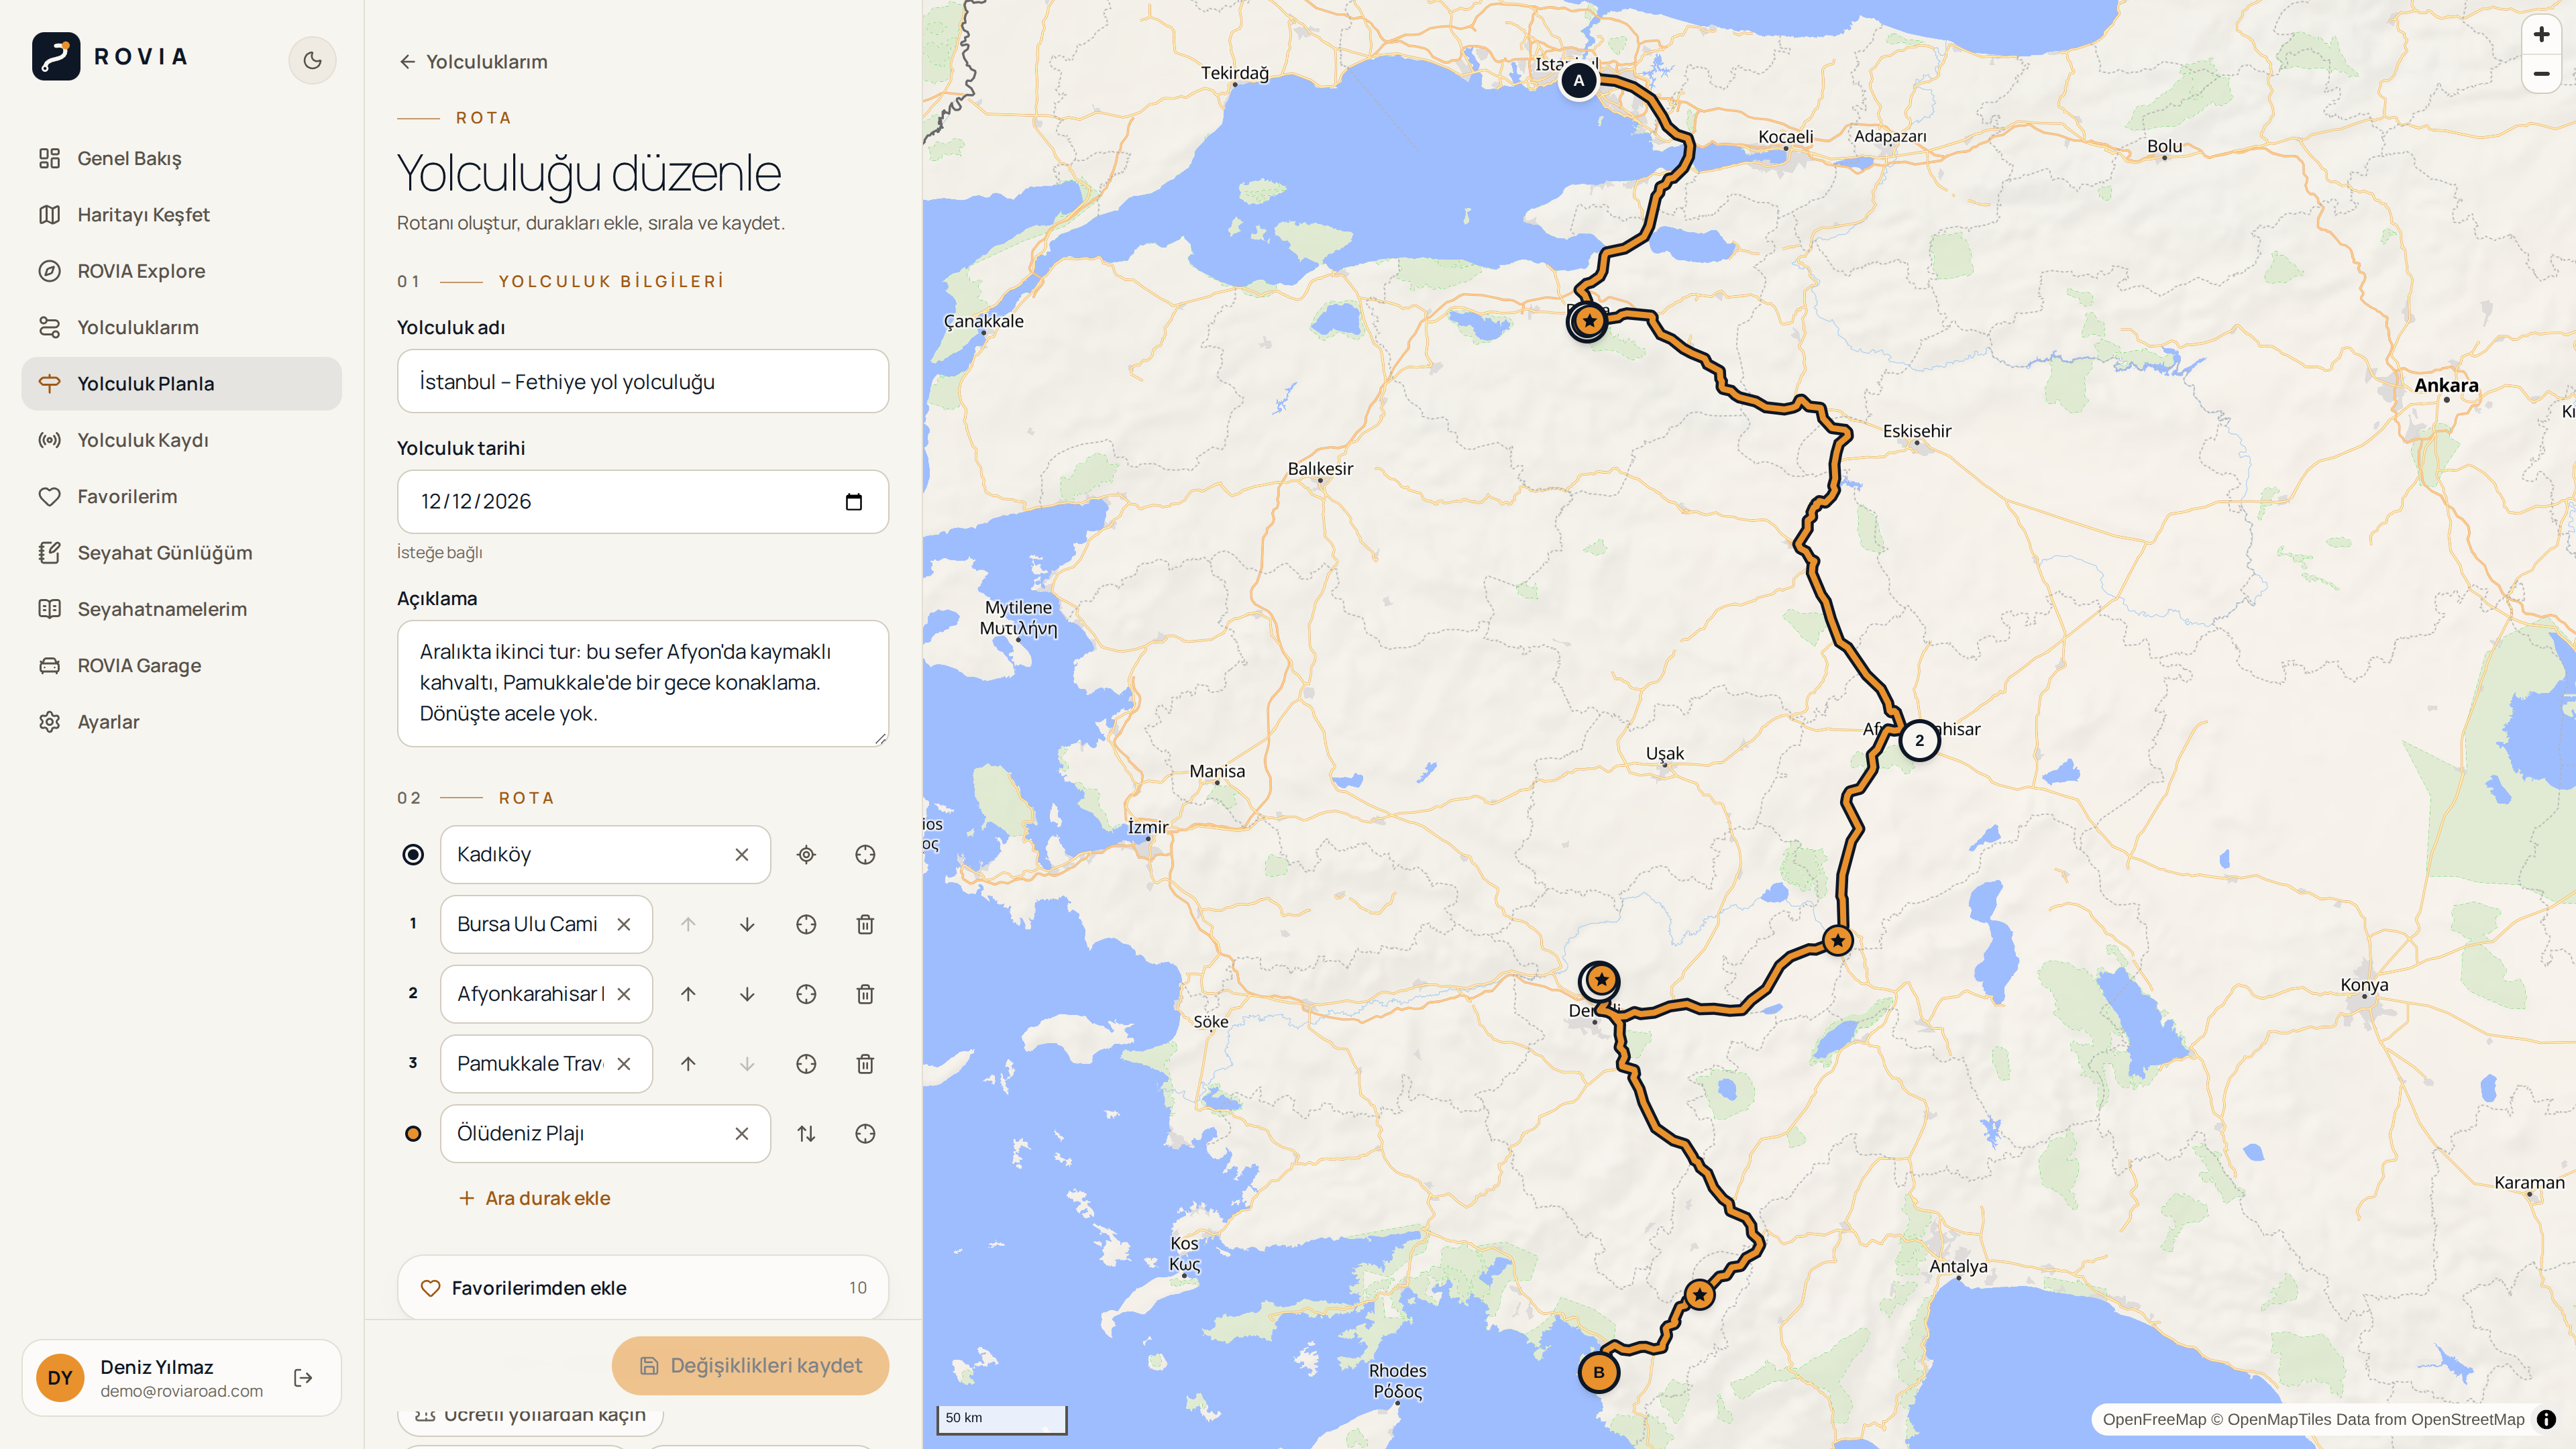 ROVIA
Genel Bakış
Haritayı Keşfet
ROVIA Explore
Yolculuklarım
Yolculuk Planla
Yolculuk Kaydı
Favorilerim
Seyahat Günlüğüm
Seyahatnamelerim
ROVIA Garage
Ayarlar
DY
Deniz Yılmaz
demo@roviaroad.com
Yolculuklarım
ROTA
Yolculuğu düzenle
Rotanı oluştur, durakları ekle, sırala ve kaydet.
01 YOLCULUK BİLGİLERİ
Yolculuk adı
İstanbul – Fethiye yol yolculuğu
Yolculuk tarihi
12/12/2026
İsteğe bağlı
Açıklama
Aralıkta ikinci tur: bu sefer Afyon'da kaymaklı
kahvaltı, Pamukkale'de bir gece konaklama.
Dönüşte acele yok.
02 ROTA
Kadıköy
1 Bursa Ulu Cami
2 Afyonkarahisar
3 Pamukkale
Ölüdeniz Plajı
Ara durak ekle
Favorilerimden ekle 10
Değişiklikleri kaydet
Ücretli yollardan kaçın
Tekirdağ
A
Kocaeli
Adapazarı
Bolu
Çanakkale
Ankara
Eskisehir
Balıkesir
Mytilene
Μυτιλήνη
2
Uşak
Manisa
İzmir
Konya
Söke
Karaman
Kos
Κως
Antalya
Rhodes
Ρόδος
B
50 km
OpenFreeMap © OpenMapTiles Data from OpenStreetMap